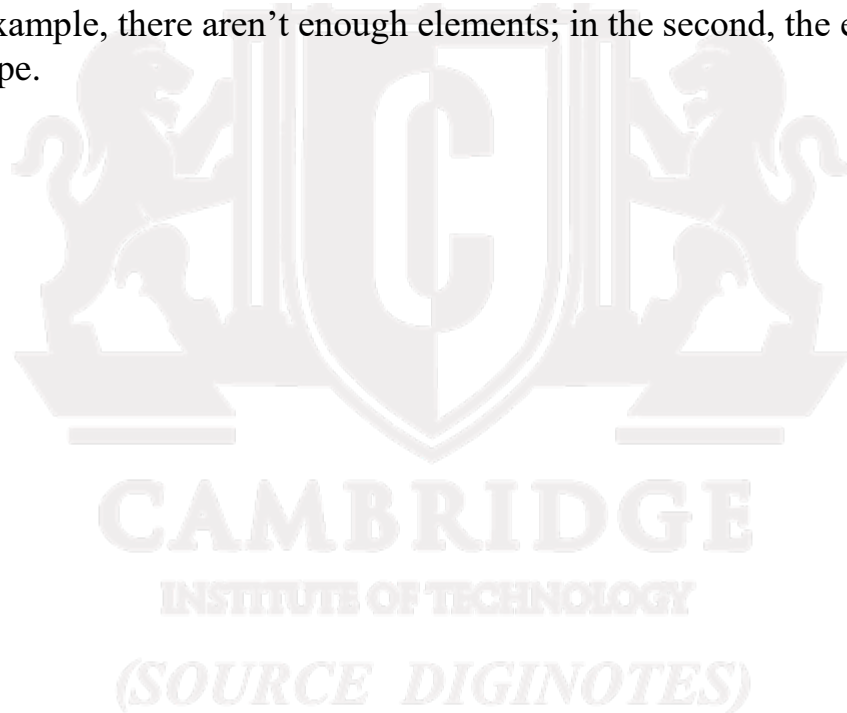 xample, there aren’t enough elements; in the second, the e
pe.
C
CAMBRIDGE
INSTITUTE OF TECHNOLOGY
(SOURCE DIGINOTES)